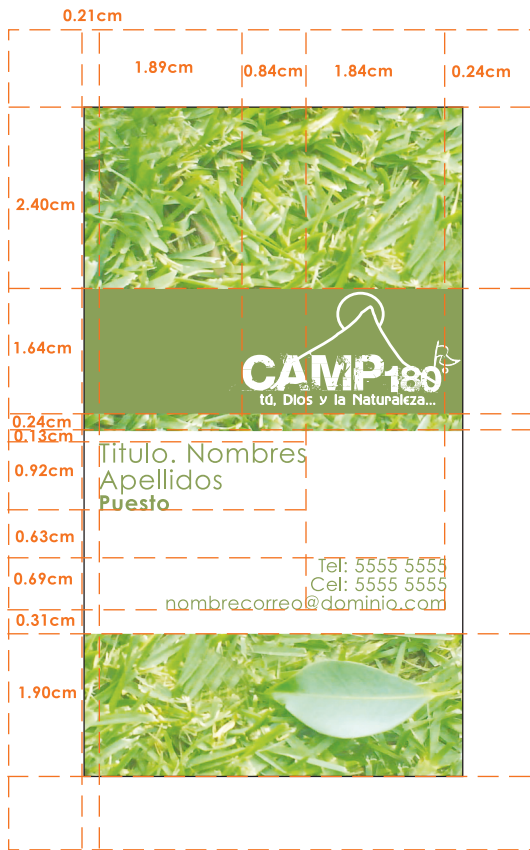 0.21cm
1.89cm 0.84cm 1.84cm 0.24cm
2.40cm
1.64cm
CAMP180°
tú, Dios y la Naturaleza...
0.24cm
0.13cm
0.92cm
Titulo. Nombres
Apellidos
Puesto
0.63cm
0.69cm
Tel: 5555 5555
Cel: 5555 5555
nombrecorreo@dominio.com
0.31cm
1.90cm